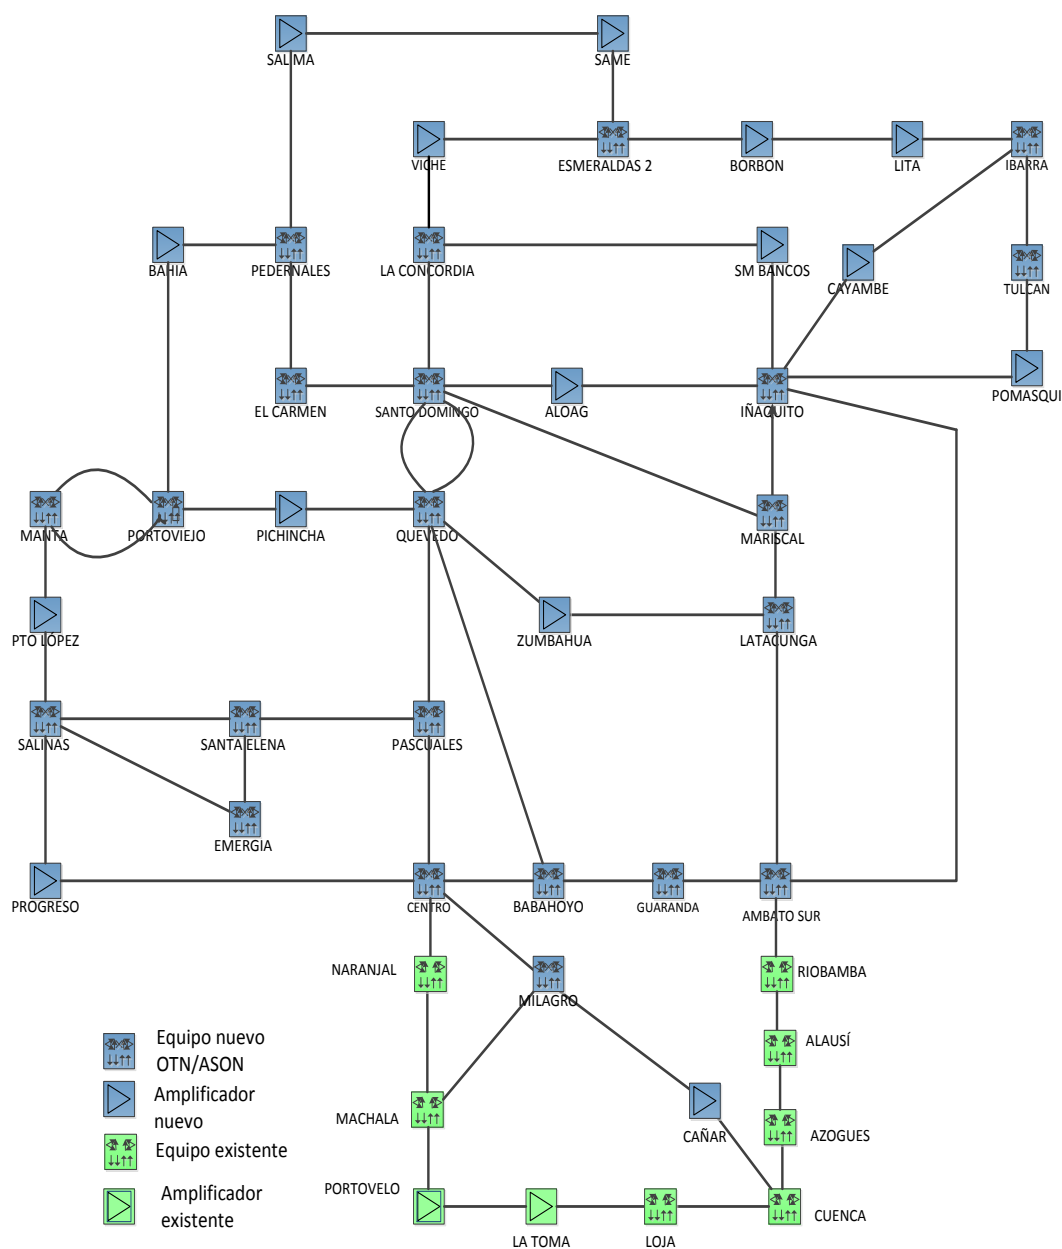 SALIMA
SAME
VICHE
ESMERALDAS 2
BORBON
LITA
IBARRA
BAHIA
PEDERNALES
LA CONCORDIA
SM BANCOS
CAYAMBE
TULCAN
EL CARMEN
SANTO DOMINGO
ALOAG
IÑAQUITO
POMASQUI
MANTA
PORTOVIEJO
PICHINCHA
QUEVEDO
MARISCAL
PTO LÓPEZ
ZUMBAHUA
LATACUNGA
SALINAS
SANTA ELENA
PASCUALES
EMERGIA
PROGRESO
CENTRO
BABAHOYO
GUARANDA
AMBATO SUR
NARANJAL
MILAGRO
RIOBAMBA
Equipo nuevo
OTN/ASON
ALAUSÍ
Amplificador
nuevo
MACHALA
CAÑAR
AZOGUES
Equipo existente
Amplificador
existente
PORTOVELO
LA TOMA
LOJA
CUENCA